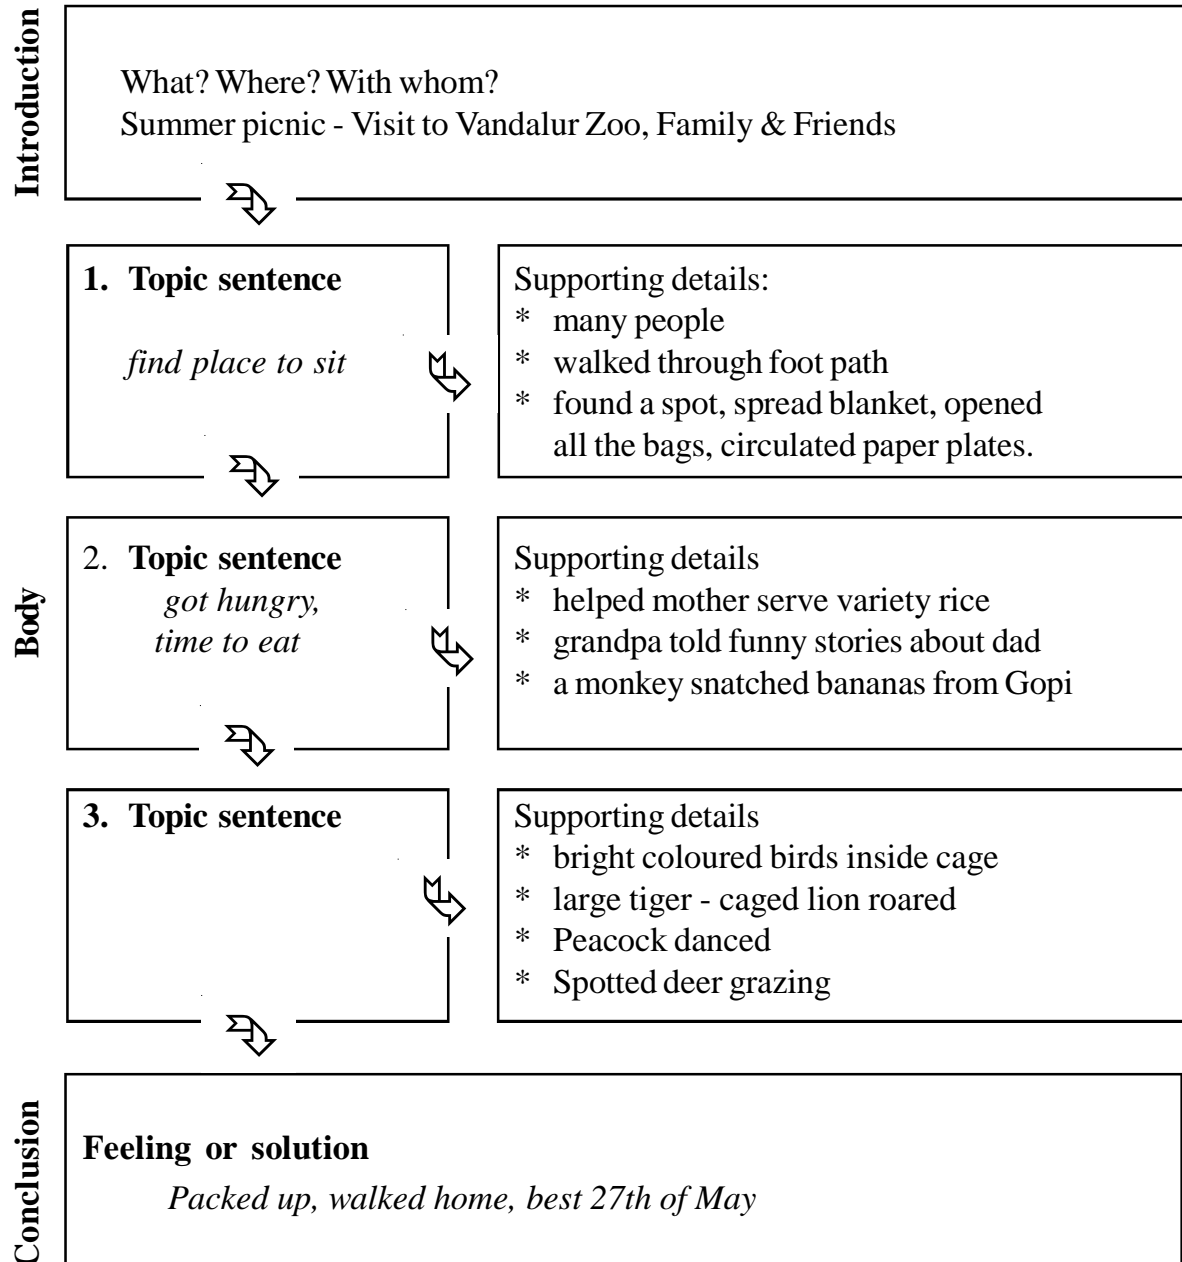 Introduction
What? Where? With whom?
Summer picnic - Visit to Vandalur Zoo, Family & Friends
1. Topic sentence
find place to sit
Supporting details:
* many people
* walked through foot path
* found a spot, spread blanket, opened
all the bags, circulated paper plates.
Body
2. Topic sentence
got hungry,
time to eat
Supporting details
* helped mother serve variety rice
* grandpa told funny stories about dad
* a monkey snatched bananas from Gopi
3. Topic sentence
Supporting details
* bright coloured birds inside cage
* large tiger - caged lion roared
* Peacock danced
* Spotted deer grazing
Conclusion
Feeling or solution
Packed up, walked home, best 27th of May